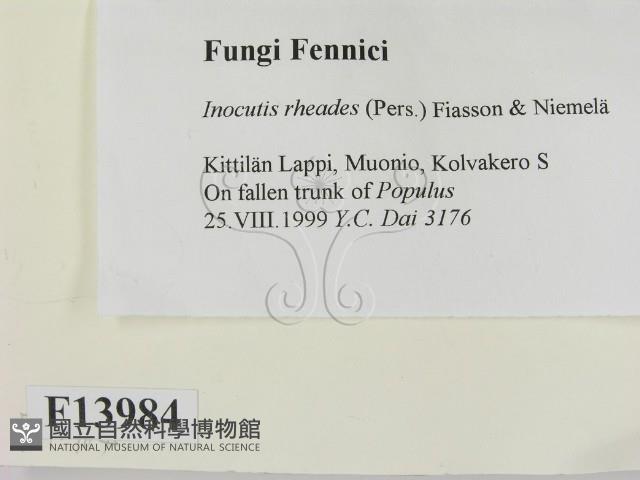 Fungi Fennici
Inocutis rheades (Pers.) Fiasson & Niemelä
Kittilän Lappi, Muonio, Kolvakero S
On fallen trunk of Populus
25.VIII.1999 Y.C. Dai 3176
F13984
國立自然科學博物館
NATIONAL MUSEUM OF NATURAL SCIENCE